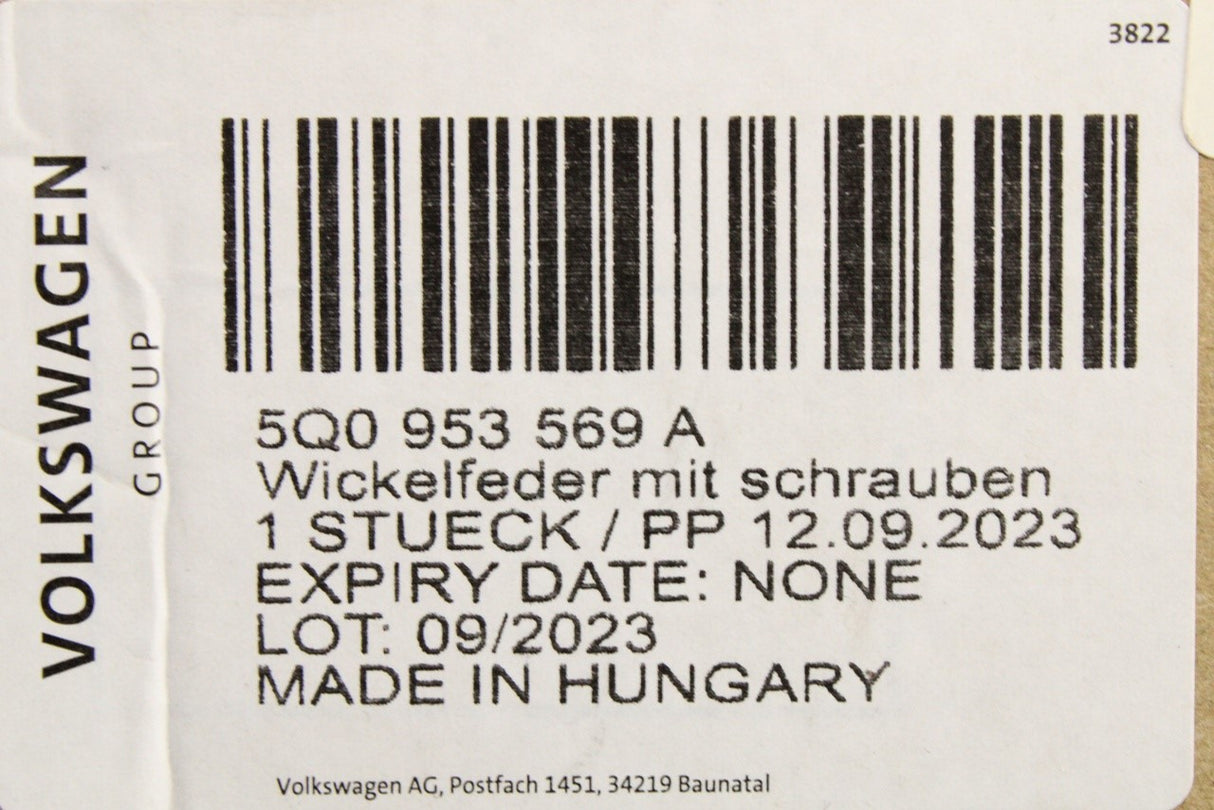 3822
VOLKSWAGEN
GROUP
5Q0 953 569 A
Wickelfeder mit schrauben
1 STUECK / PP 12.09.2023
EXPIRY DATE: NONE
LOT: 09/2023
MADE IN HUNGARY
Volkswagen AG, Postfach 1451, 34219 Baunatal